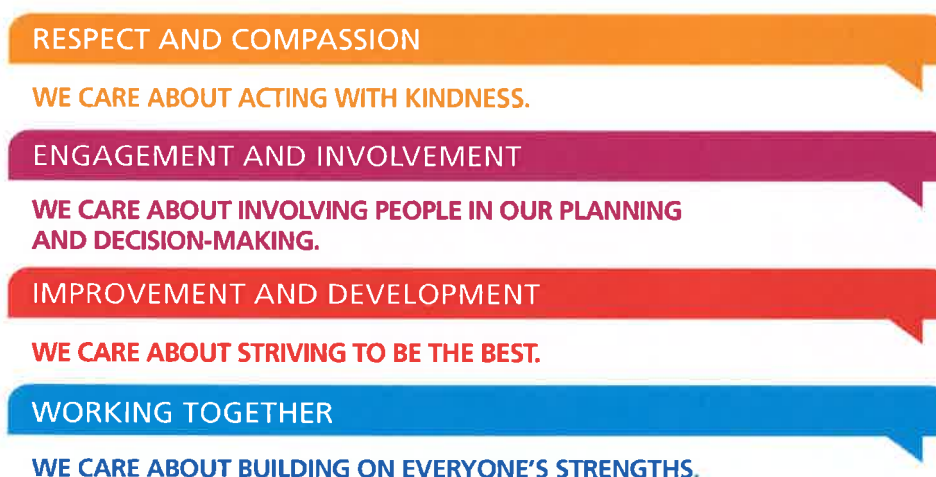 RESPECT AND COMPASSION
WE CARE ABOUT ACTING WITH KINDNESS.
ENGAGEMENT AND INVOLVEMENT
WE CARE ABOUT INVOLVING PEOPLE IN OUR PLANNING
AND DECISION-MAKING.
IMPROVEMENT AND DEVELOPMENT
WE CARE ABOUT STRIVING TO BE THE BEST.
WORKING TOGETHER
WE CARE ABOUT BUILDING ON EVERYONE'S STRENGTHS.